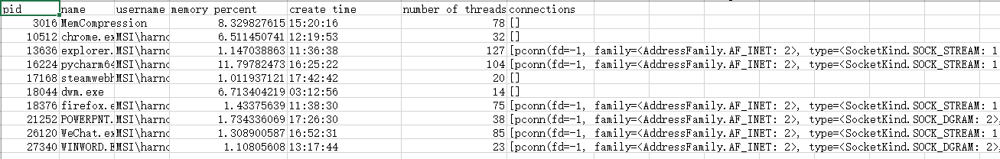 pid name username memory percent create time number of threads connections
3016 MemCompression 8.329827615 15:20:16 78 []
10512 chrome.ex MSI\harno 6.511450741 12:19:53 32 []
13636 explorer. MSI\harno 1.147038863 11:36:38 127 [pconn(fd=-1, family=<AddressFamily.AF_INET: 2>, type=<SocketKind.SOCK_STREAM: 1
16224 pycharm64 MSI\harno 11.79782473 16:25:22 104 [pconn(fd=-1, family=<AddressFamily.AF_INET: 2>, type=<SocketKind.SOCK_STREAM: 1
17168 steamwebh MSI\harno 1.011937121 17:42:42 20 []
18044 dwm.exe 6.713404219 03:12:56 14 []
18376 firefox.e MSI\harno 1.43375639 11:38:30 75 [pconn(fd=-1, family=<AddressFamily.AF_INET: 2>, type=<SocketKind.SOCK_STREAM: 1
21252 POWERPNT. MSI\harno 1.734336069 17:26:30 38 [pconn(fd=-1, family=<AddressFamily.AF_INET: 2>, type=<SocketKind.SOCK_DGRAM: 2>,
26120 WeChat.ex MSI\harno 1.308900587 16:52:31 85 [pconn(fd=-1, family=<AddressFamily.AF_INET: 2>, type=<SocketKind.SOCK_STREAM: 1
27340 WINWORD.E MSI\harno 1.10805608 13:17:44 23 [pconn(fd=-1, family=<AddressFamily.AF_INET: 2>, type=<SocketKind.SOCK_DGRAM: 2>,